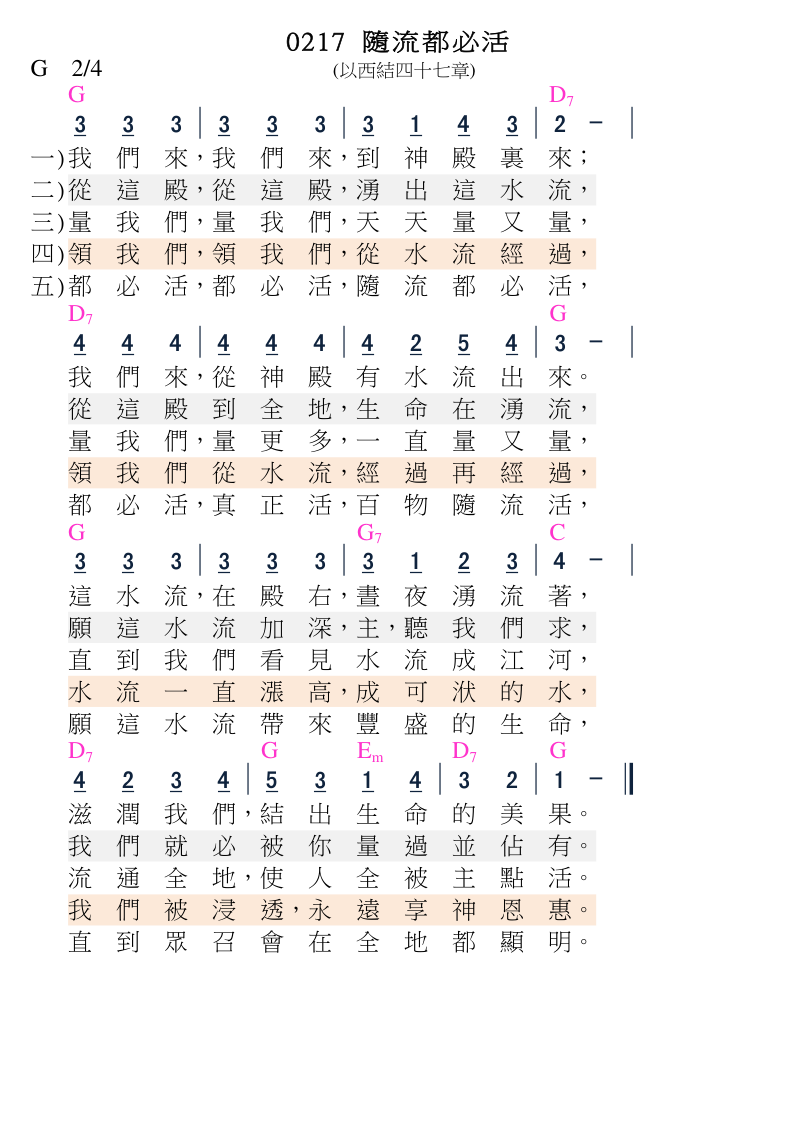 0217 隨流都必活
G 2/4 (以西結四十七章)
G D7
3 3 3 | 3 3 3 | 3 1 4 3 | 2 － |
一)我們來，我們來，到神殿裏來；
二)從這殿，從這殿，湧出這水流，
三)量我們，量我們，天天量又量，
四)領我們，領我們，從水流經過，
五)都必活，都必活，隨流都必活，
D7 G
4 4 4 | 4 4 4 | 4 2 5 4 | 3 － |
我們來，從神殿有水流出來。
從這殿到全地，生命在湧流，
量我們，量更多，一直量又量，
領我們從水流，經過再經過，
都必活，真正活，百物隨流活，
G G7 C
3 3 3 | 3 3 3 | 3 1 2 3 | 4 － |
這水流，在殿右，晝夜湧流著，
願這水流加深，主，聽我們求，
直到我們看見水流成江河，
水流一直漲高，成可洑的水，
願這水流帶來豐盛的生命，
D7 G Em D7 G
4 2 3 4 | 5 3 1 4 | 3 2 | 1 － ‖
滋潤我們，結出生命的美果。
我們就必被你量過並佔有。
流通全地，使人全被主點活。
我們被浸透，永遠享神恩惠。
直到眾召會在全地都顯明。